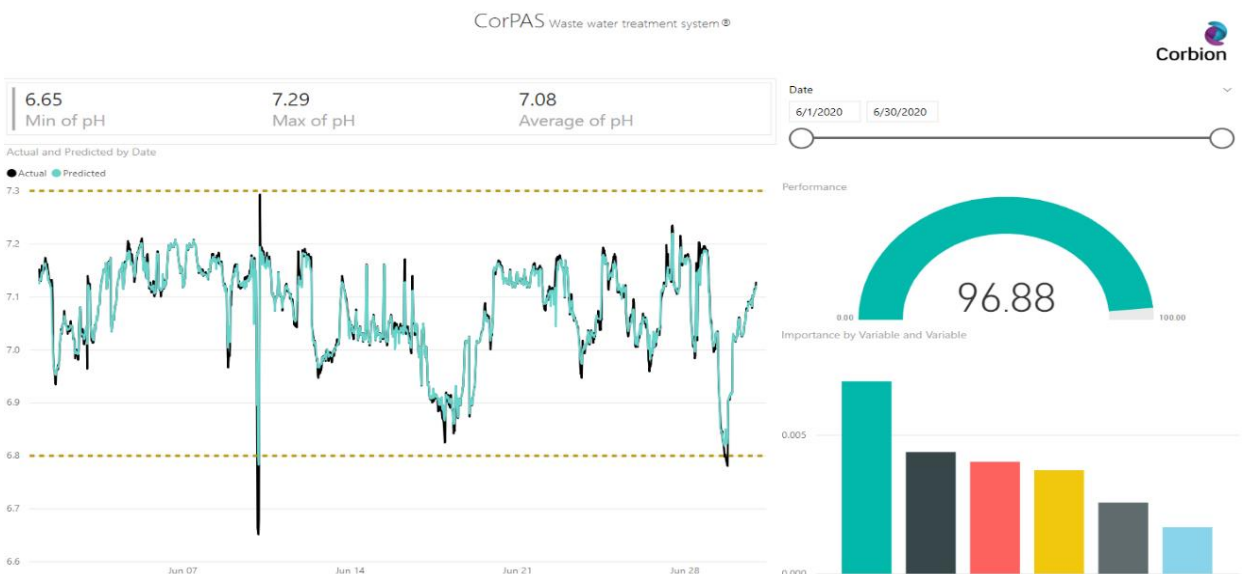 CorPAS Waste water treatment system ®
Corbion
6.65
Min of pH
7.29
Max of pH
7.08
Average of pH
Date
6/1/2020
6/30/2020
Actual and Predicted by Date
Actual
Predicted
7.3
7.2
7.1
7.0
6.9
6.8
6.7
6.6
Jun 07
Jun 14
Jun 21
Jun 28
Performance
96.88
0.00
100.00
Importance by Variable and Variable
0.005
0.000